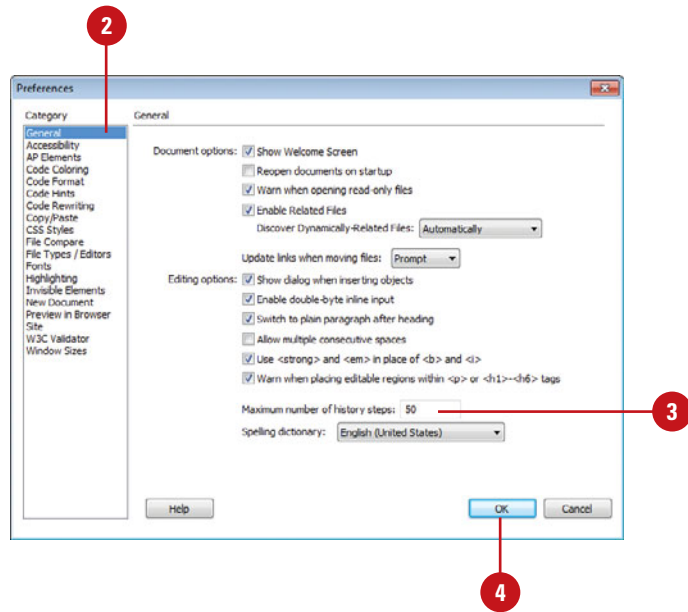 2
Preferences
Category
General
Accessibility
AP Elements
Code Coloring
Code Format
Code Hints
Code Rewriting
Copy/Paste
CSS Styles
File Compare
File Types / Editors
Fonts
Highlighting
Invisible Elements
New Document
Preview in Browser
Site
W3C Validator
Window Sizes
General
Document options: Show Welcome Screen
Reopen documents on startup
Warn when opening read-only files
Enable Related Files
Discover Dynamically-Related Files: Automatically
Update links when moving files: Prompt
Editing options: Show dialog when inserting objects
Enable double-byte inline input
Switch to plain paragraph after heading
Allow multiple consecutive spaces
Use <strong> and <em> in place of <b> and <i>
Warn when placing editable regions within <p> or <h1>-<h6> tags
Maximum number of history steps: 50
3
Spelling dictionary: English (United States)
Help OK Cancel
4